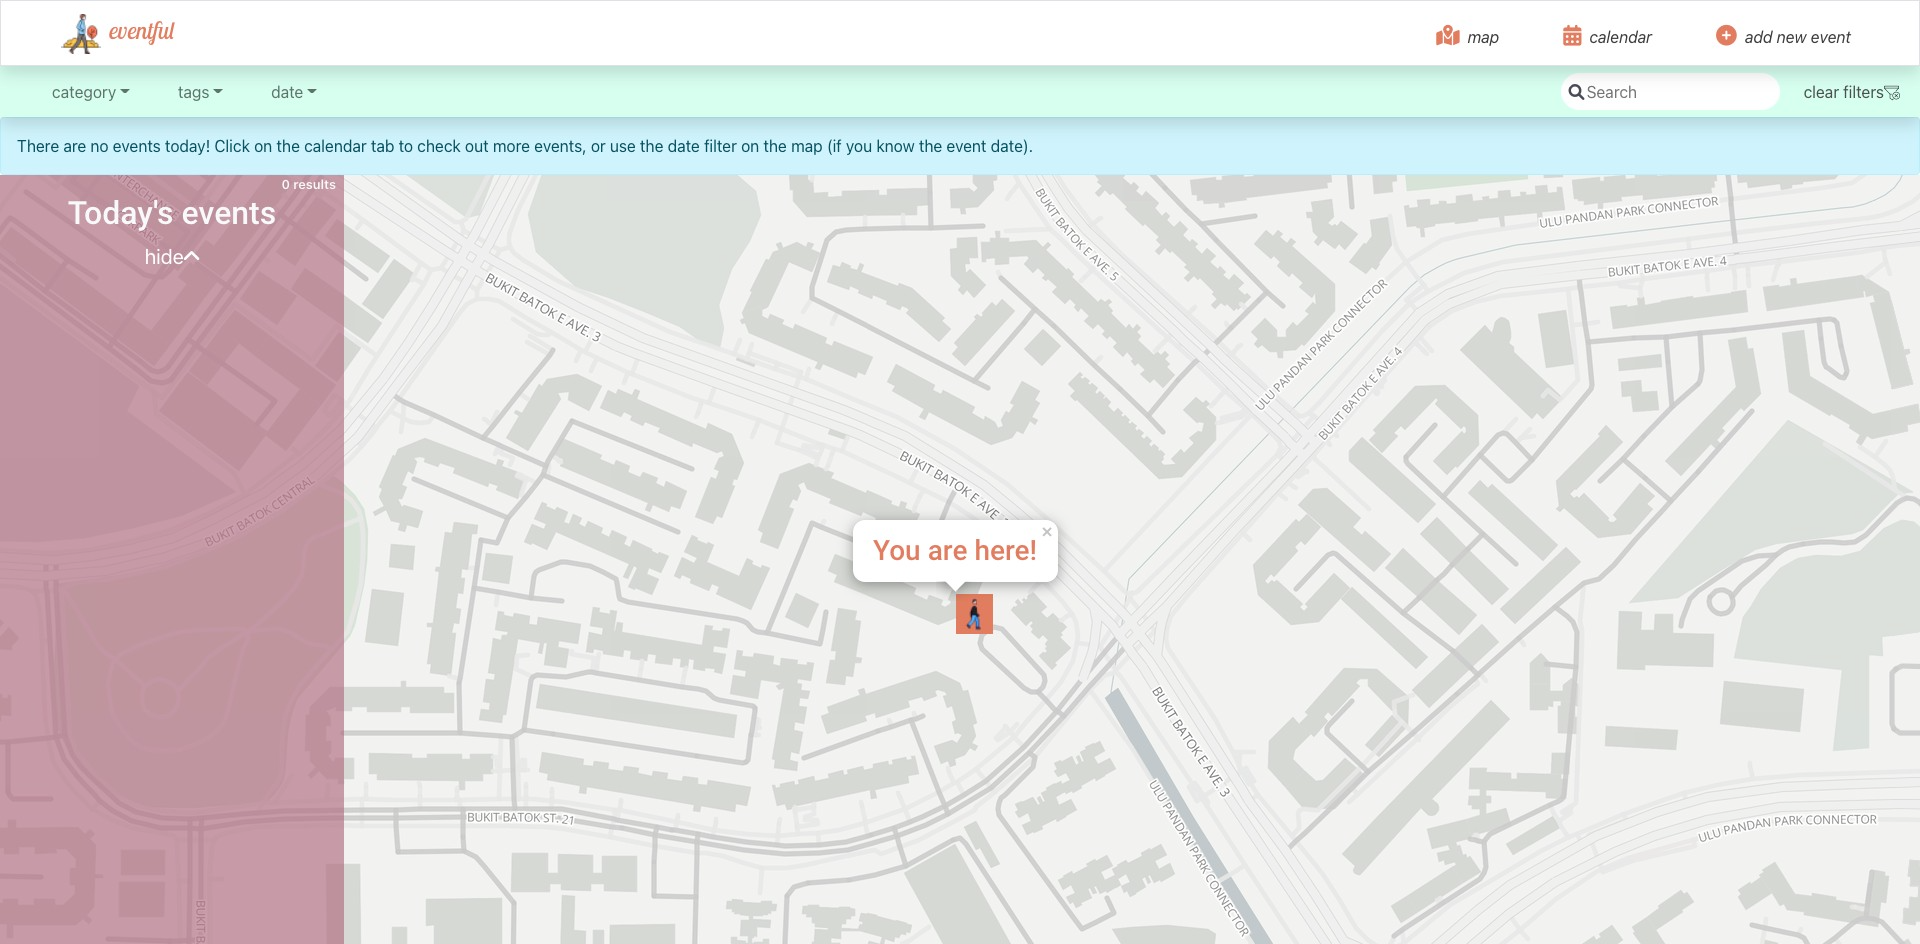 eventful
map
calendar
add new event
category
tags
date
Search
clear filters
There are no events today! Click on the calendar tab to check out more events, or use the date filter on the map (if you know the event date).
0 results
Today's events
hide
BUKIT BATOK E AVE. 5
ULU PANDAN PARK CONNECTOR
BUKIT BATOK E AVE. 4
BUKIT BATOK E AVE. 3
ULU PANDAN PARK CONNECTOR
BUKIT BATOK E AVE. 4
BUKIT BATOK E AVE.
BUKIT BATOK CENTRAL
You are here!
×
BUKIT BATOK E AVE. 3
BUKIT BATOK ST. 21
ULU PANDAN PARK CONNECTOR
ULU PANDAN PARK CONNECTOR
BUKIT B